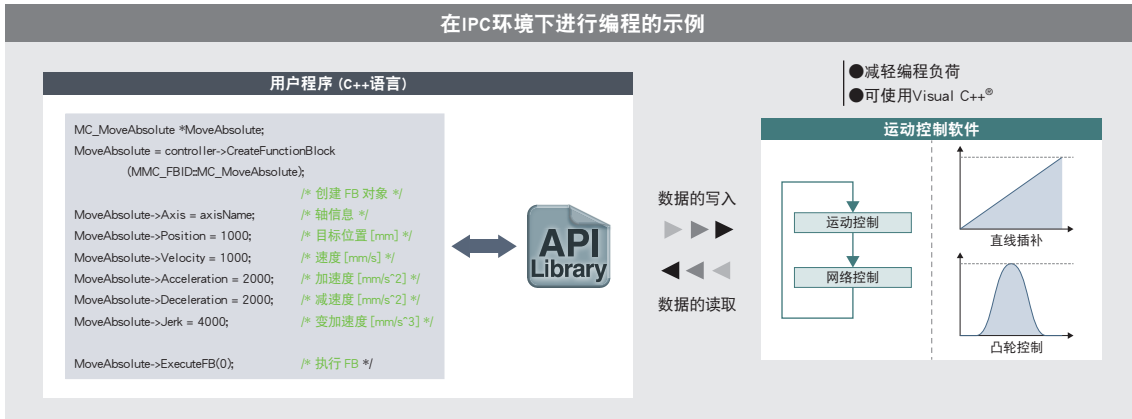 在IPC环境下进行编程的示例
用户程序 (C++语言)
MC_MoveAbsolute *MoveAbsolute;
MoveAbsolute = controller->CreateFunctionBlock
(MMC_FBID::MC_MoveAbsolute);
/* 创建 FB 对象 */
MoveAbsolute->Axis = axisName; /* 轴信息 */
MoveAbsolute->Position = 1000; /* 目标位置 [mm] */
MoveAbsolute->Velocity = 1000; /* 速度 [mm/s] */
MoveAbsolute->Acceleration = 2000; /* 加速度 [mm/s^2] */
MoveAbsolute->Deceleration = 2000; /* 减速度 [mm/s^2] */
MoveAbsolute->Jerk = 4000; /* 变加速度 [mm/s^3] */
MoveAbsolute->ExecuteFB(0); /* 执行 FB */
API
Library
数据的写入
数据的读取
●减轻编程负荷
●可使用Visual C++®
运动控制软件
运动控制
网络控制
直线插补
凸轮控制